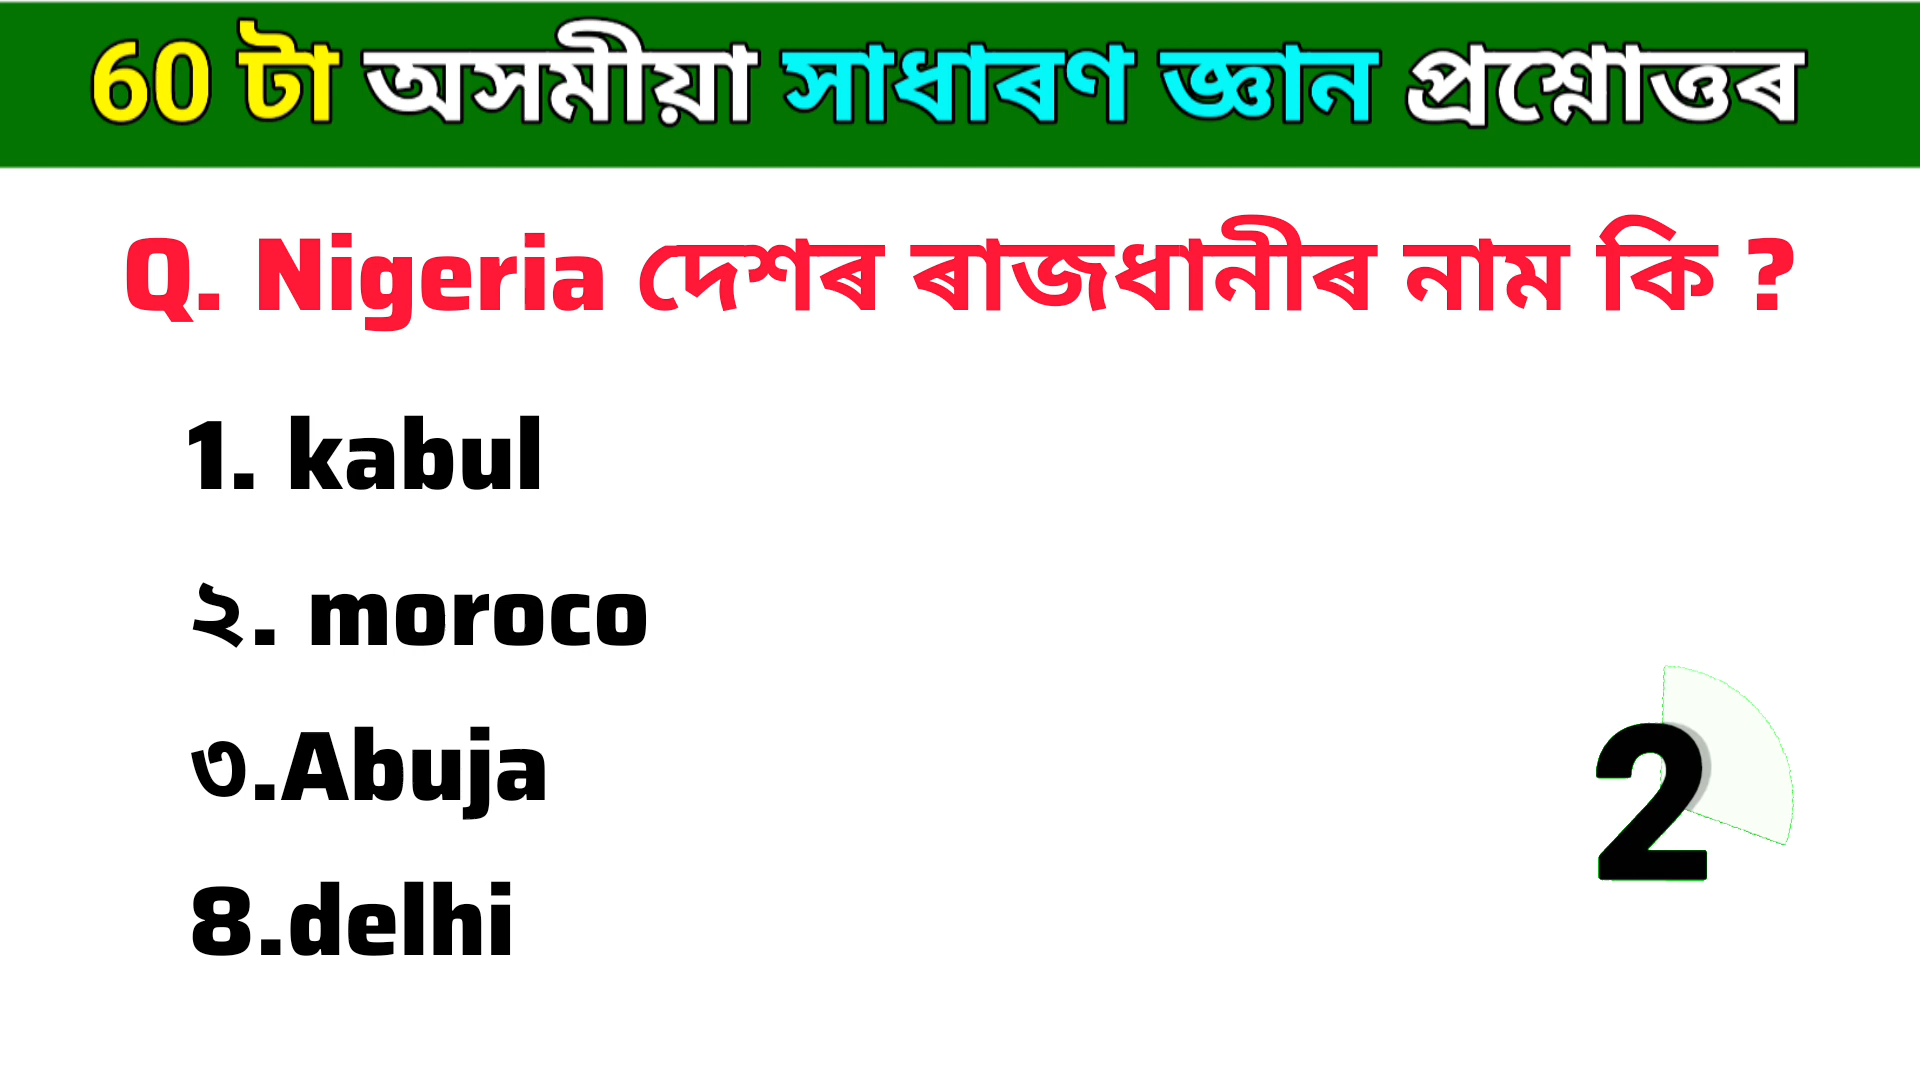 60 টা অসমীয়া সাধাৰণ জ্ঞান প্ৰশ্নোত্তৰ
Q. Nigeria দেশৰ ৰাজধানীৰ নাম কি ?
1. kabul
২. moroco
৩.Abuja
8.delhi
2